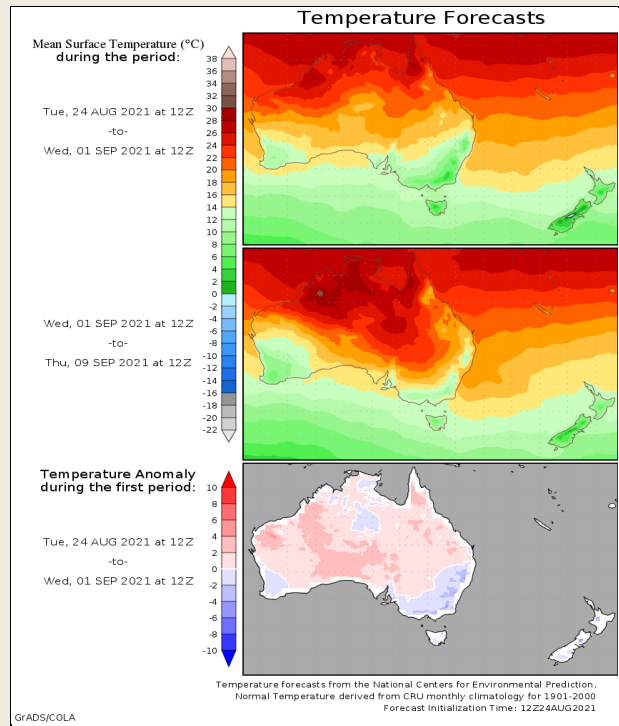 Temperature Forecasts
Mean Surface Temperature (°C)
during the period:
38
36
34
32
30
28
26
24
22
20
18
16
14
12
10
8
6
4
2
0
-2
-4
-6
-8
-10
-12
-14
-16
-18
-20
-22
Tue, 24 AUG 2021 at 12Z
-to-
Wed, 01 SEP 2021 at 12Z
Wed, 01 SEP 2021 at 12Z
-to-
Thu, 09 SEP 2021 at 12Z
Temperature Anomaly
during the first period:
10
8
6
4
2
0
-2
-4
-6
-8
-10
Tue, 24 AUG 2021 at 12Z
-to-
Wed, 01 SEP 2021 at 12Z
Temperature forecasts from the National Centers for Environmental Prediction.
Normal Temperature derived from CRU monthly climatology for 1901-2000
Forecast Initialization Time: 12Z24AUG2021
GrADS/COLA